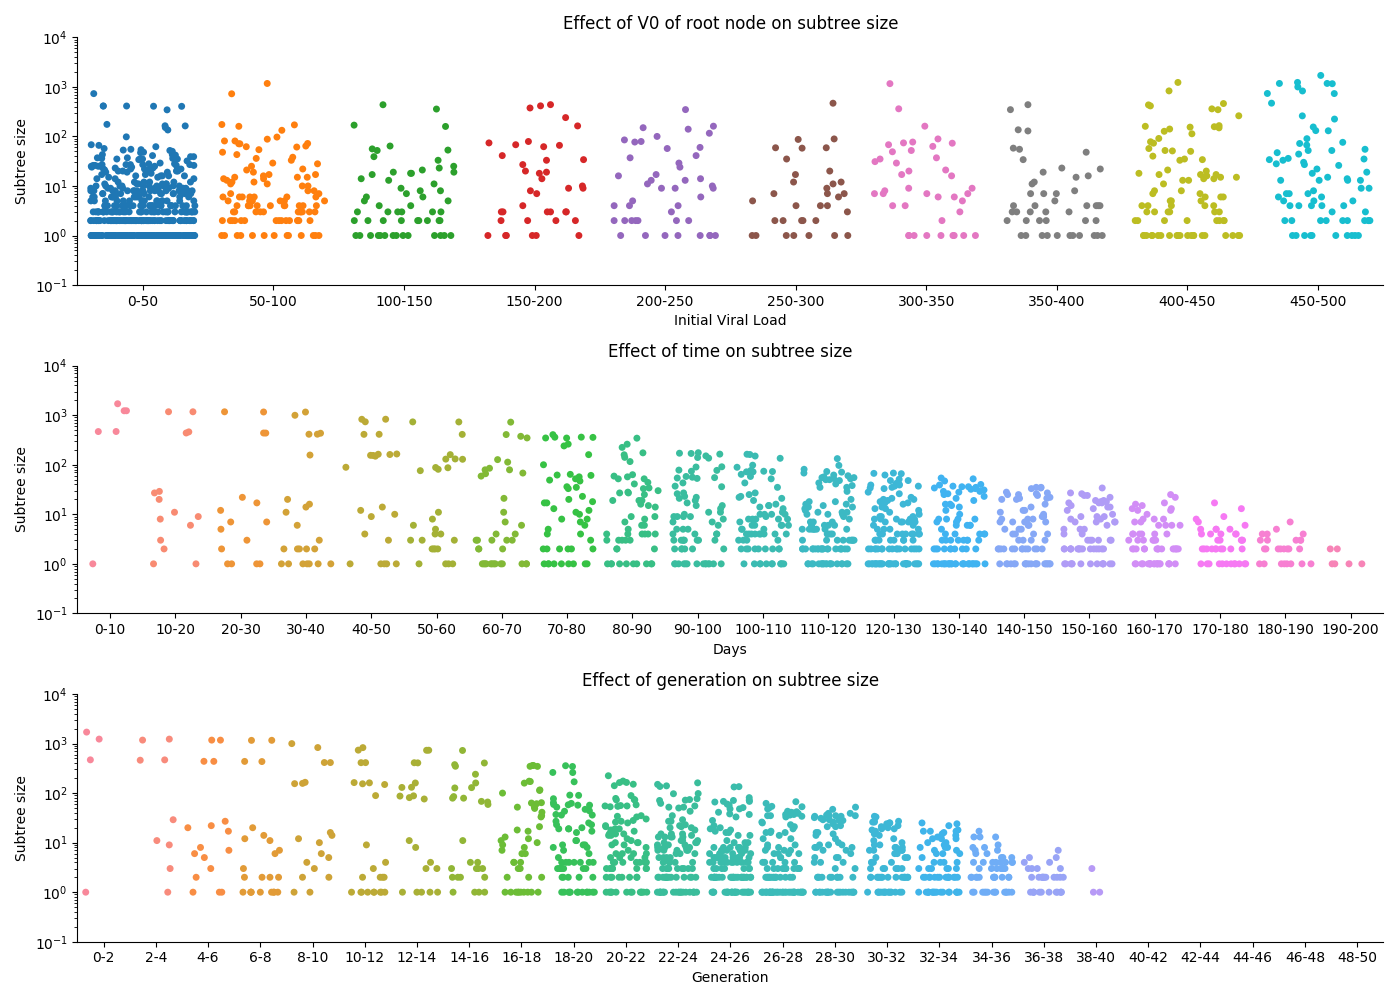 Effect of V0 of root node on subtree size
Subtree size
10^4
10^3
10^2
10^1
10^0
10^-1
0-50 50-100 100-150 150-200 200-250 250-300 300-350 350-400 400-450 450-500
Initial Viral Load
Effect of time on subtree size
Subtree size
10^4
10^3
10^2
10^1
10^0
10^-1
0-10 10-20 20-30 30-40 40-50 50-60 60-70 70-80 80-90 90-100 100-110 110-120 120-130 130-140 140-150 150-160 160-170 170-180 180-190 190-200
Days
Effect of generation on subtree size
Subtree size
10^4
10^3
10^2
10^1
10^0
10^-1
0-2 2-4 4-6 6-8 8-10 10-12 12-14 14-16 16-18 18-20 20-22 22-24 24-26 26-28 28-30 30-32 32-34 34-36 36-38 38-40 40-42 42-44 44-46 46-48 48-50
Generation